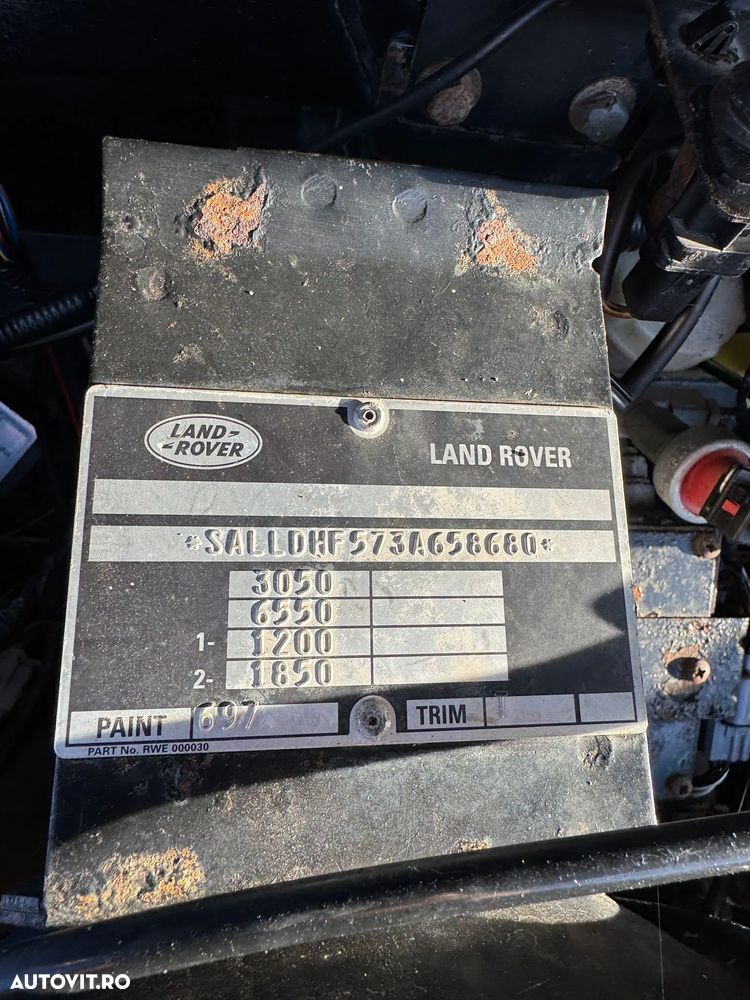 LAND-
-ROVER
LAND ROVER
*SALLDHF573A658680*
3050
6550
1- 1200
2- 1850
PAINT 697 TRIM
PART No. RWE 000030
AUTOVIT.RO